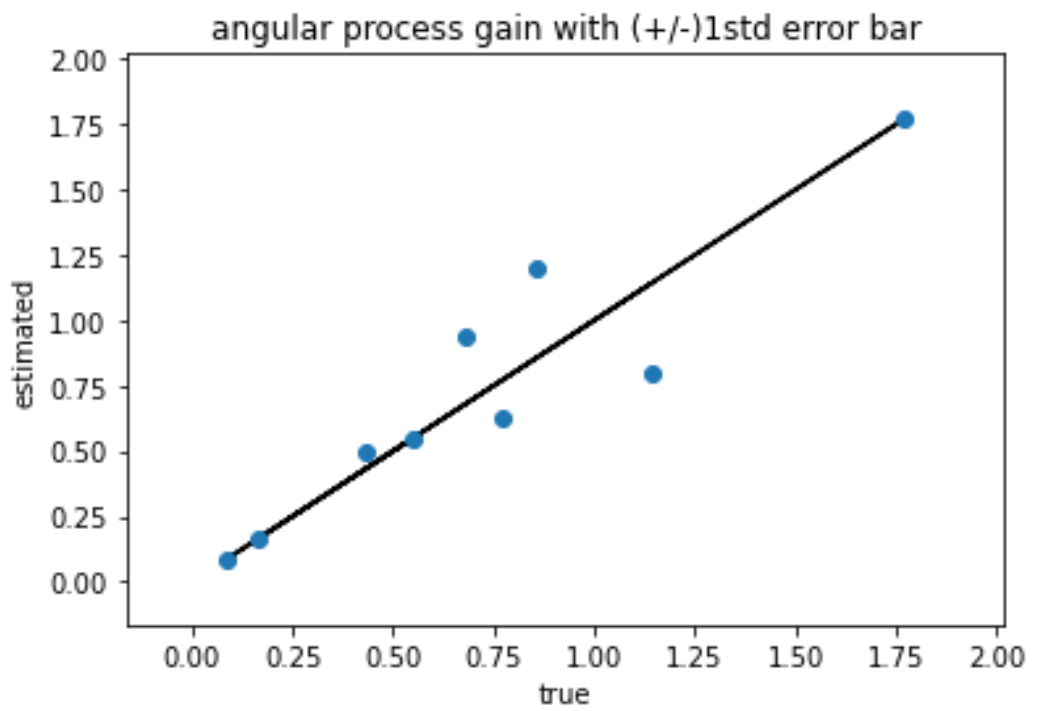 angular process gain with (+/-)1std error bar
2.00
1.75
1.50
1.25
1.00
0.75
0.50
0.25
0.00
estimated
0.00 0.25 0.50 0.75 1.00 1.25 1.50 1.75 2.00
true